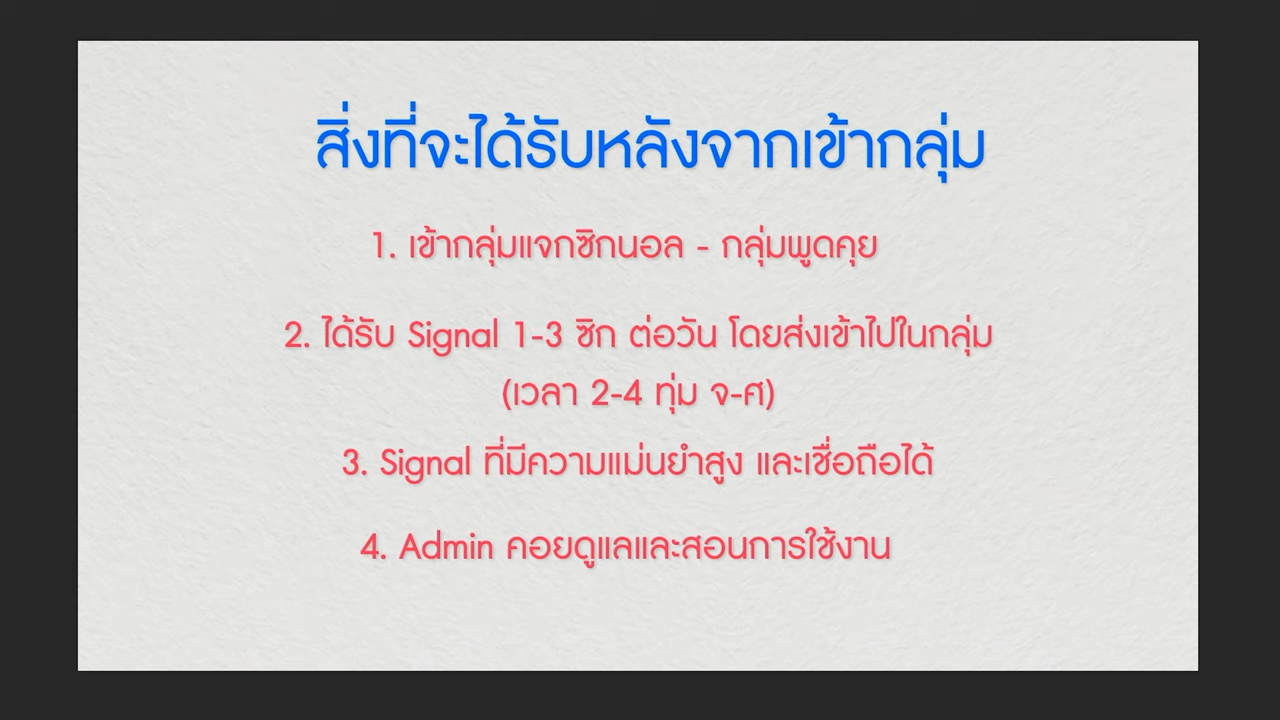 สิ่งที่จะได้รับหลังจากเข้ากลุ่ม
1. เข้ากลุ่มแจกซิกนอล - กลุ่มพูดคุย
2. ได้รับ Signal 1-3 ซิก ต่อวัน โดยส่งเข้าไปในกลุ่ม
(เวลา 2-4 ทุ่ม จ-ศ)
3. Signal ที่มีความแม่นยำสูง และเชื่อถือได้
4. Admin คอยดูแลและสอนการใช้งาน